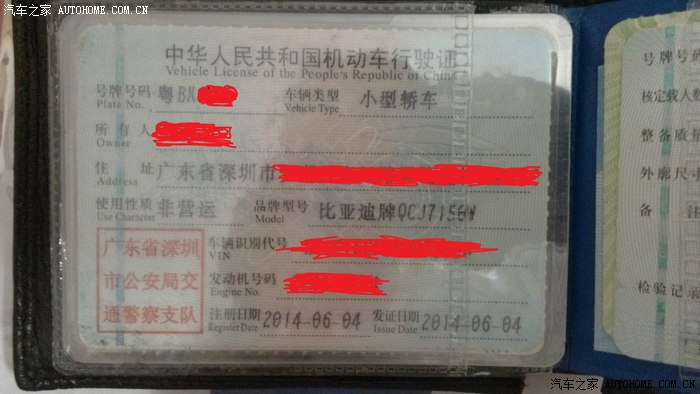 汽车之家 AUTOHOME.COM.CN
中华人民共和国机动车行驶证
Vehicle License of the People's Republic of China
号牌号码 粤BK 车辆类型 小型轿车
Plate No. Vehicle Type
所有人
Owner
住 址 广东省深圳市
Address
使用性质 非营运 品牌型号 比亚迪牌QCJ7150W
Use Character Model
广东省深圳
市公安局交
通警察支队
车辆识别代号
VIN
发动机号码
Engine No.
注册日期 2014-06-04 发证日期 2014-06-04
Register Date Issue Date
号牌号码
核定载人数
整备质量
外廓尺寸
备 注
检验记录
汽车之家 AUTOHOME.COM.CN